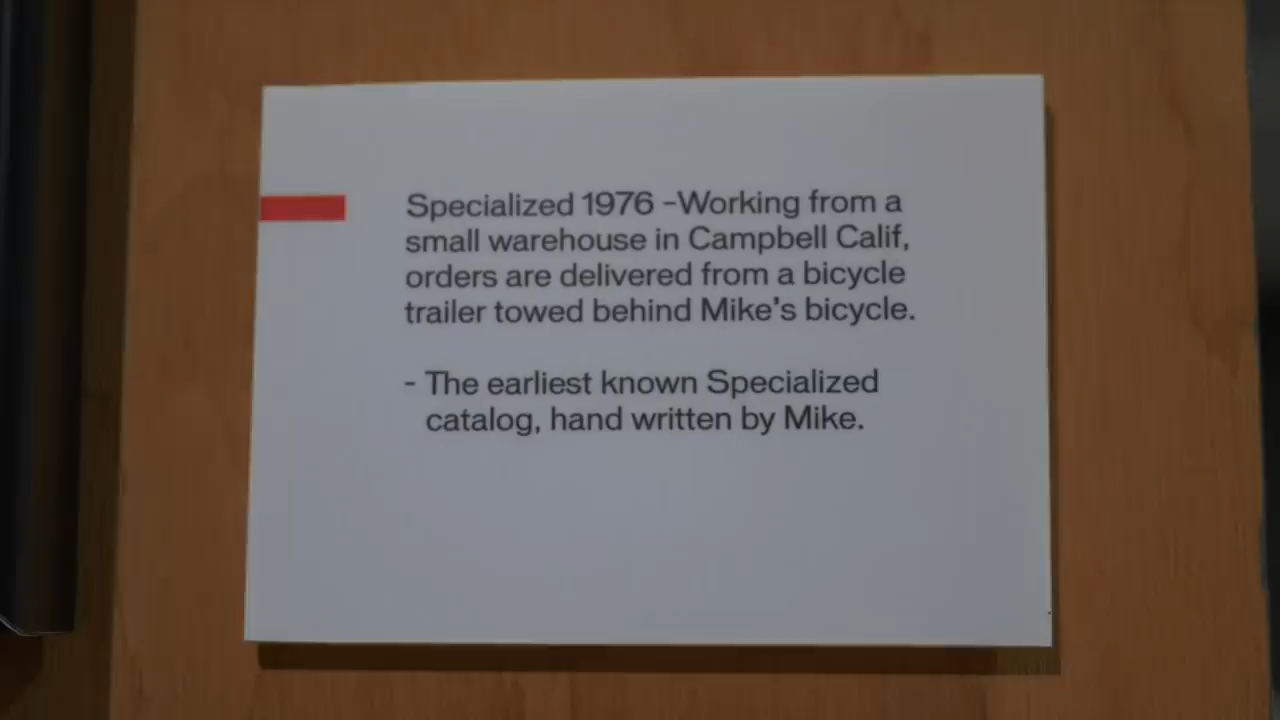 Specialized 1976 –Working from a
small warehouse in Campbell Calif,
orders are delivered from a bicycle
trailer towed behind Mike's bicycle.
- The earliest known Specialized
catalog, hand written by Mike.